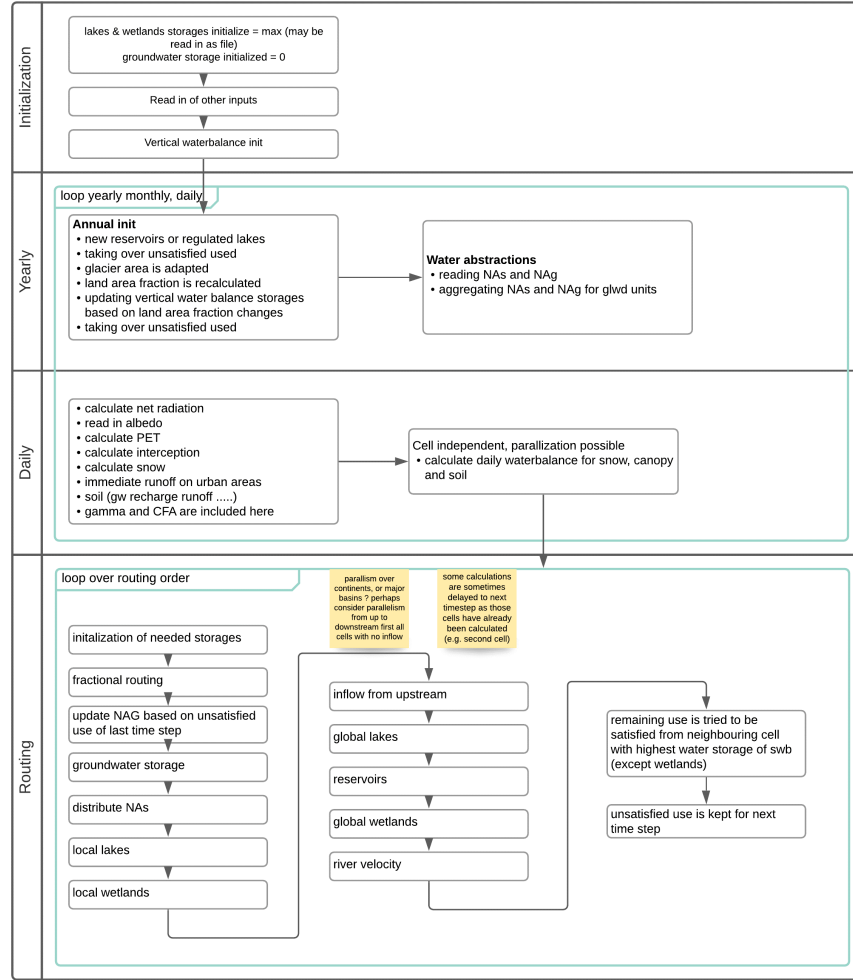 Initialization
lakes & wetlands storages initialize = max (may be
read in as file)
groundwater storage initialized = 0
Read in of other inputs
Vertical waterbalance init
Yearly
loop yearly monthly, daily
Annual init
• new reservoirs or regulated lakes
• taking over unsatisfied used
• glacier area is adapted
• land area fraction is recalculated
• updating vertical water balance storages
based on land area fraction changes
• taking over unsatisfied used
Water abstractions
• reading NAs and NAg
• aggregating NAs and NAg for glwd units
Daily
• calculate net radiation
• read in albedo
• calculate PET
• calculate interception
• calculate snow
• immediate runoff on urban areas
• soil (gw recharge runoff .....)
• gamma and CFA are included here
Cell independent, parallization possible
• calculate daily waterbalance for snow, canopy
and soil
Routing
loop over routing order
parallism over
continents, or major
basins ? perhaps
consider parallelism
from up to
downstream first all
cells with no inflow
some calculations
are sometimes
delayed to next
timestep as those
cells have already
been calculated
(e.g. second cell)
initalization of needed storages
fractional routing
update NAG based on unsatisfied
use of last time step
groundwater storage
distribute NAs
local lakes
local wetlands
inflow from upstream
global lakes
reservoirs
global wetlands
river velocity
remaining use is tried to be
satisfied from neighbouring cell
with highest water storage of swb
(except wetlands)
unsatisfied use is kept for next
time step